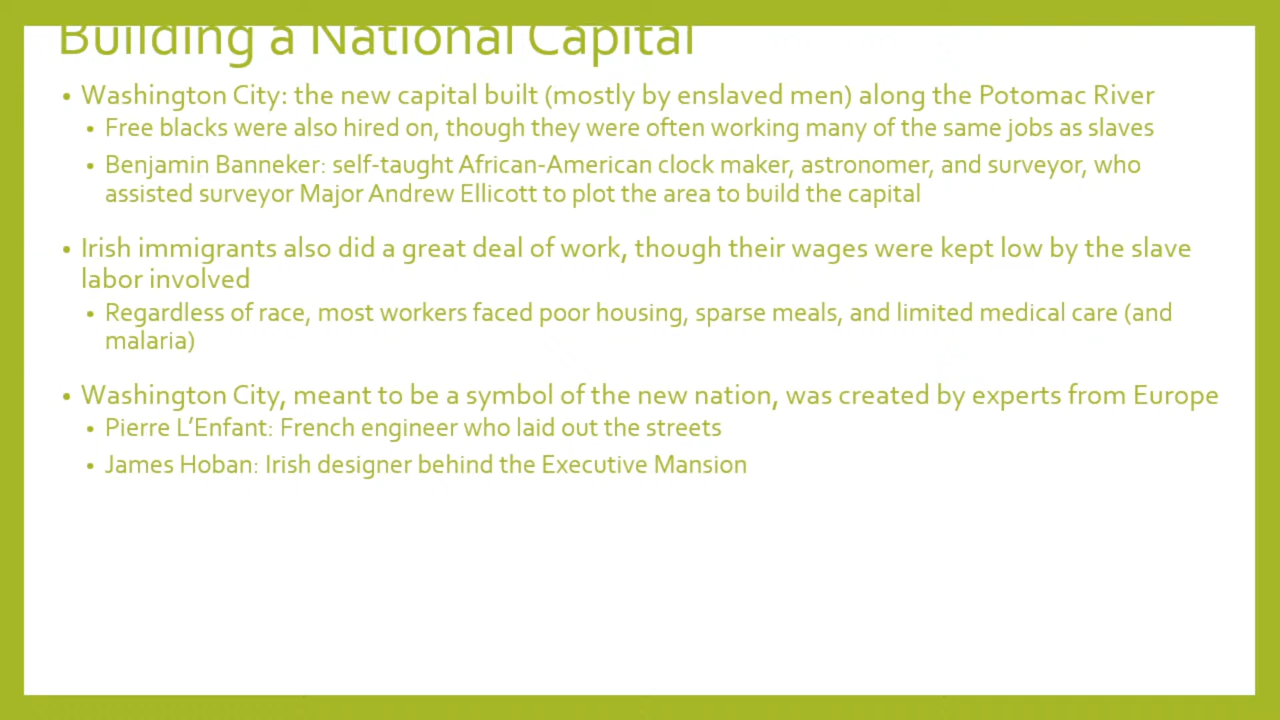 Building a National Capital
• Washington City: the new capital built (mostly by enslaved men) along the Potomac River
• Free blacks were also hired on, though they were often working many of the same jobs as slaves
• Benjamin Banneker: self-taught African-American clock maker, astronomer, and surveyor, who
assisted surveyor Major Andrew Ellicott to plot the area to build the capital
• Irish immigrants also did a great deal of work, though their wages were kept low by the slave
labor involved
• Regardless of race, most workers faced poor housing, sparse meals, and limited medical care (and
malaria)
• Washington City, meant to be a symbol of the new nation, was created by experts from Europe
• Pierre L’Enfant: French engineer who laid out the streets
• James Hoban: Irish designer behind the Executive Mansion